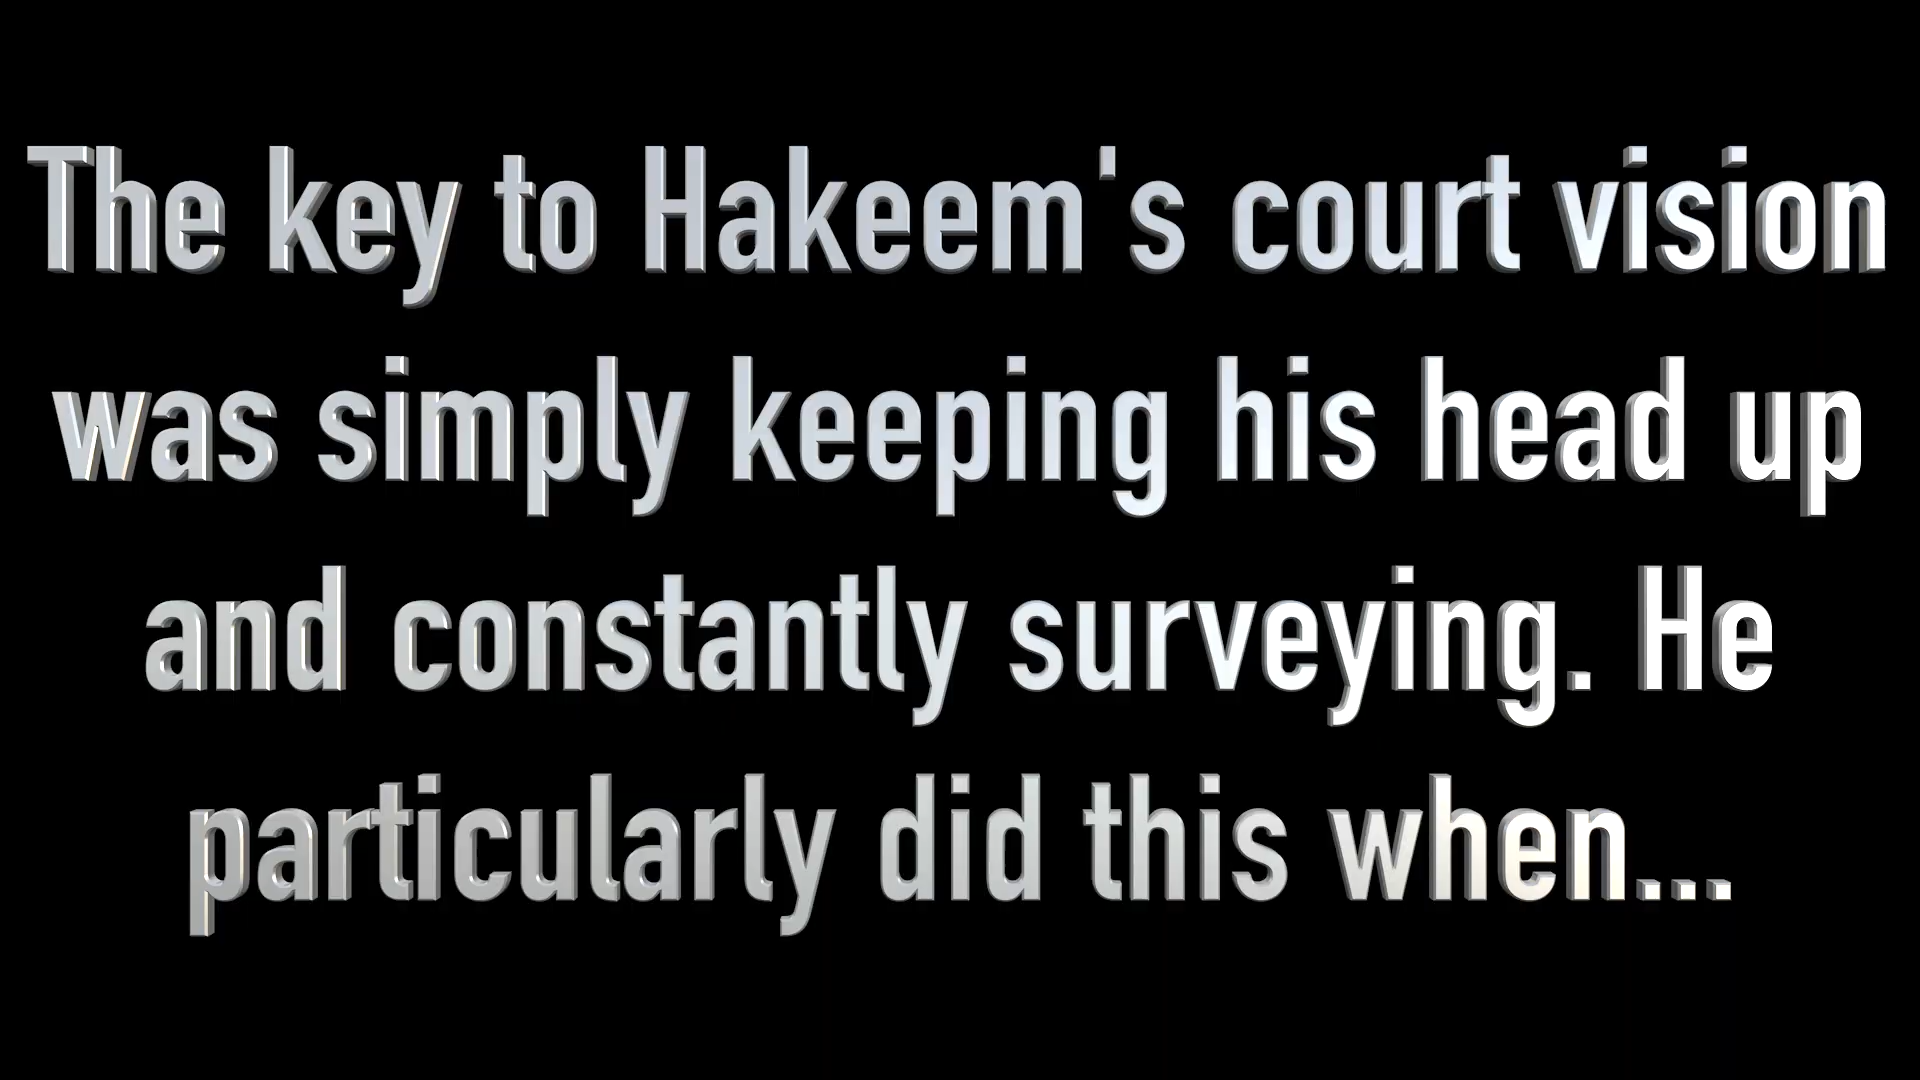 The key to Hakeem's court vision
was simply keeping his head up
and constantly surveying. He
particularly did this when...